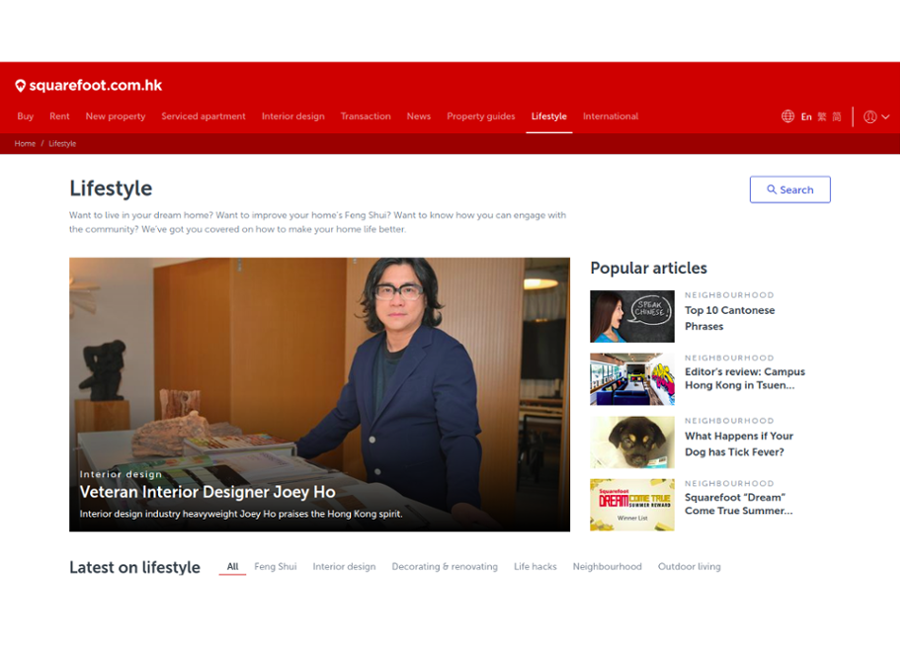 squarefoot.com.hk
Buy Rent New property Serviced apartment Interior design Transaction News Property guides Lifestyle International En 繁 简
Home / Lifestyle
Lifestyle
Search
Want to live in your dream home? Want to improve your home's Feng Shui? Want to know how you can engage with
the community? We've got you covered on how to make your home life better.
Interior design
Veteran Interior Designer Joey Ho
Interior design industry heavyweight Joey Ho praises the Hong Kong spirit.
Popular articles
SPEAK
CHINESE!
NEIGHBOURHOOD
Top 10 Cantonese
Phrases
NEIGHBOURHOOD
Editor's review: Campus
Hong Kong in Tsuen...
NEIGHBOURHOOD
What Happens if Your
Dog has Tick Fever?
Squarefoot
DREAM COME TRUE
SUMMER REWARD
Winner List
NEIGHBOURHOOD
Squarefoot “Dream”
Come True Summer...
Latest on lifestyle All Feng Shui Interior design Decorating & renovating Life hacks Neighbourhood Outdoor living